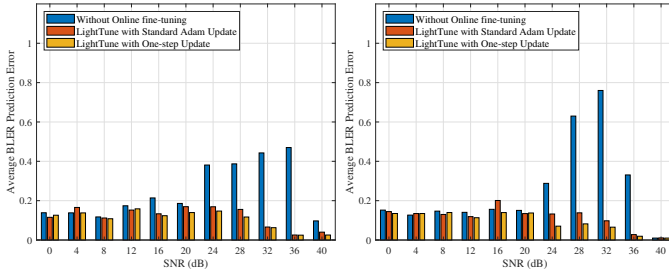 Without Online fine-tuning
LightTune with Standard Adam Update
LightTune with One-step Update
Average BLER Prediction Error
1
0.8
0.6
0.4
0.2
0
0 4 8 12 16 20 24 28 32 36 40
SNR (dB)
Without Online fine-tuning
LightTune with Standard Adam Update
LightTune with One-step Update
Average BLER Prediction Error
1
0.8
0.6
0.4
0.2
0
0 4 8 12 16 20 24 28 32 36 40
SNR (dB)